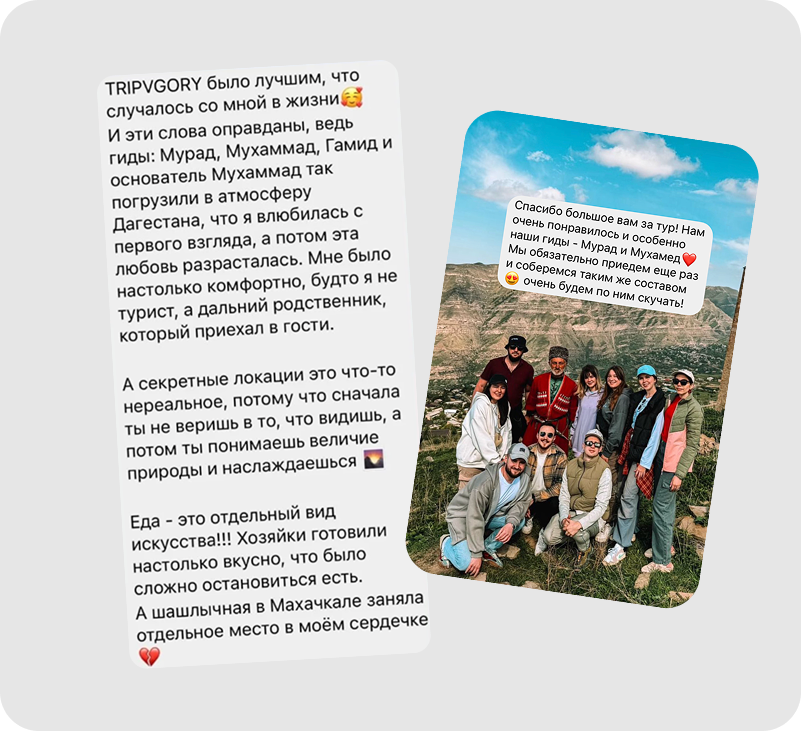 TRIPVGORY было лучшим, что
случалось со мной в жизни🥰
И эти слова оправданы, ведь
гиды: Мурад, Мухаммад, Гамид и
основатель Мухаммад так
погрузили в атмосферу
Дагестана, что я влюбилась с
первого взгляда, а потом эта
любовь разрасталась. Мне было
настолько комфортно, будто я не
турист, а дальний родственник,
который приехал в гости.
А секретные локации это что-то
нереальное, потому что сначала
ты не веришь в то, что видишь, а
потом ты понимаешь величие
природы и наслаждаешься 🌄
Еда - это отдельный вид
искусства!!! Хозяйки готовили
настолько вкусно, что было
сложно остановиться есть.
А шашлычная в Махачкале заняла
отдельное место в моём сердечке
💔
Спасибо большое вам за тур! Нам
очень понравилось и особенно
наши гиды - Мурад и Мухамед❤️
Мы обязательно приедем еще раз
и соберемся таким же составом
😍 очень будем по ним скучать!